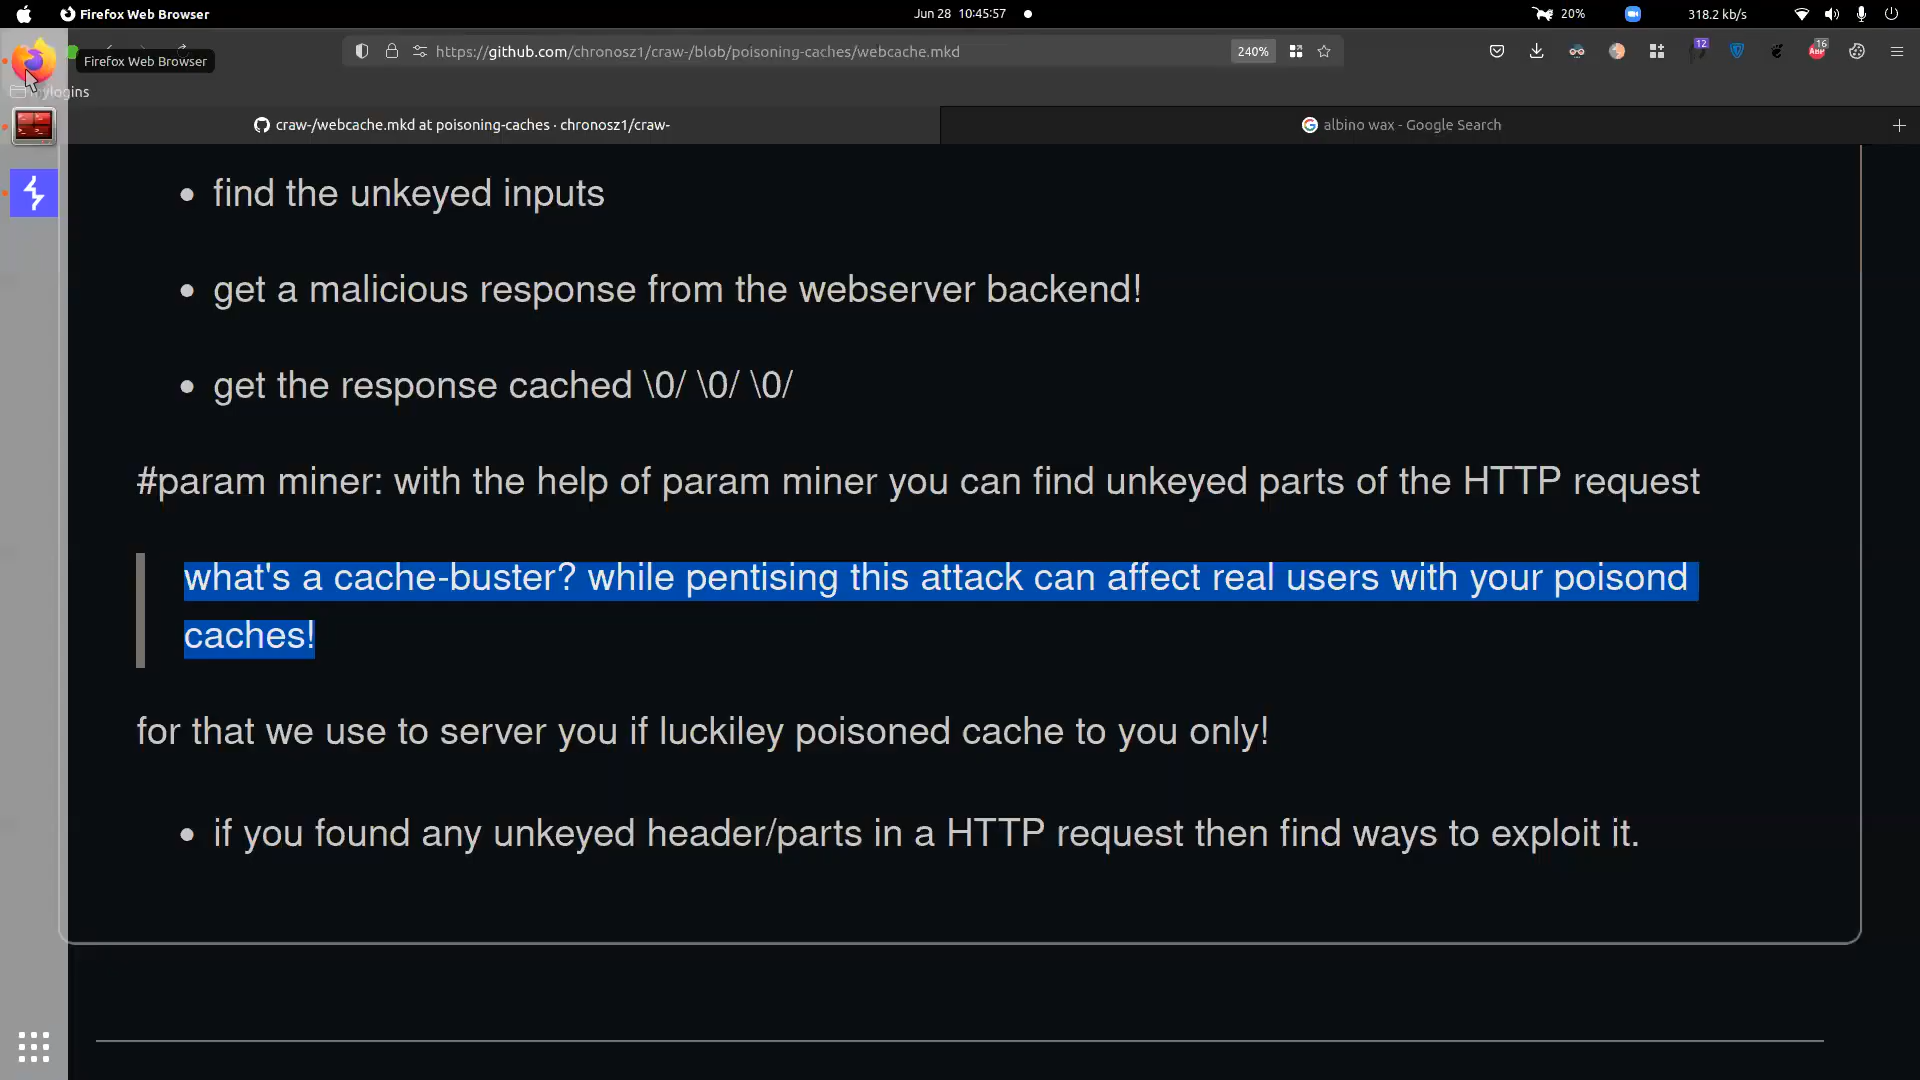 Firefox Web Browser
Jun 28 10:45:57
20%
318.2 kb/s
https://github.com/chronosz1/craw-/blob/poisoning-caches/webcache.mkd
240%
12
16
Firefox Web Browser
mylogins
craw-/webcache.mkd at poisoning-caches · chronosz1/craw-
albino wax - Google Search
find the unkeyed inputs
get a malicious response from the webserver backend!
get the response cached \0/ \0/ \0/
#param miner: with the help of param miner you can find unkeyed parts of the HTTP request
what's a cache-buster? while pentising this attack can affect real users with your poisond
caches!
for that we use to server you if luckiley poisoned cache to you only!
if you found any unkeyed header/parts in a HTTP request then find ways to exploit it.